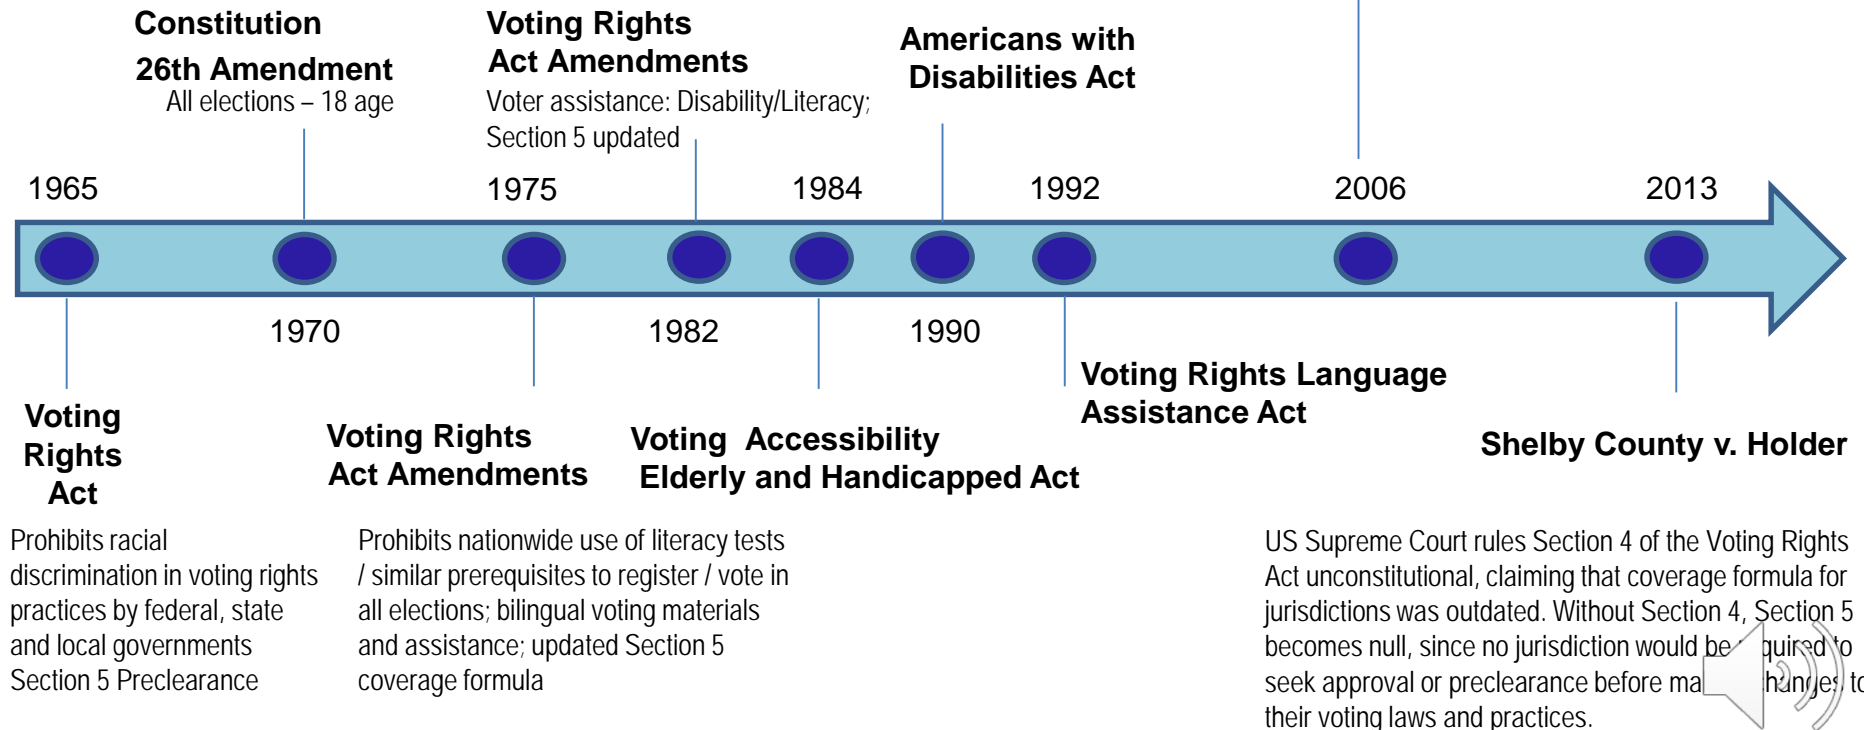 Constitution
26th Amendment
All elections – 18 age
Voting Rights
Act Amendments
Voter assistance: Disability/Literacy;
Section 5 updated
Americans with
Disabilities Act
1965
1975
1984
1992
2006
2013
1970
1982
1990
Voting
Rights
Act
Prohibits racial
discrimination in voting rights
practices by federal, state
and local governments
Section 5 Preclearance
Voting Rights
Act Amendments
Prohibits nationwide use of literacy tests
/ similar prerequisites to register / vote in
all elections; bilingual voting materials
and assistance; updated Section 5
coverage formula
Voting Accessibility
Elderly and Handicapped Act
Voting Rights Language
Assistance Act
Shelby County v. Holder
US Supreme Court rules Section 4 of the Voting Rights
Act unconstitutional, claiming that coverage formula for
jurisdictions was outdated. Without Section 4, Section 5
becomes null, since no jurisdiction would be required to
seek approval or preclearance before changes to
their voting laws and practices.